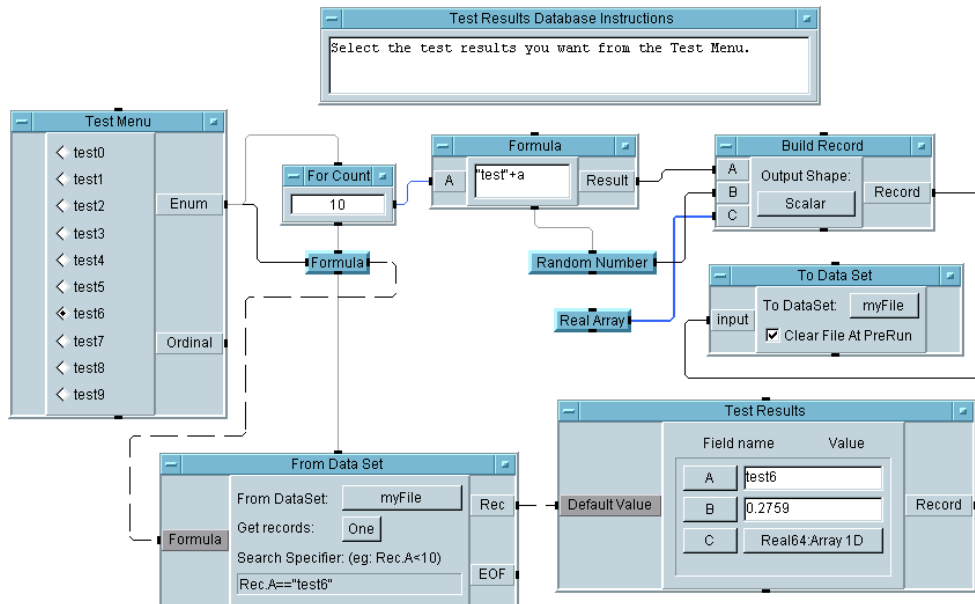 Test Results Database Instructions
Select the test results you want from the Test Menu.
Test Menu
test0
test1
test2
test3
test4
test5
test6
test7
test8
test9
Enum
Ordinal
For Count
10
Formula
Formula
A
"test"+a
Result
Random Number
Real Array
Build Record
A
B
C
Output Shape:
Scalar
Record
To Data Set
input
To DataSet: myFile
Clear File At PreRun
From Data Set
Formula
From DataSet: myFile
Get records: One
Search Specifier: (eg: Rec.A<10)
Rec.A=="test6"
Rec
EOF
Test Results
Default Value
Field name Value
A test6
B 0.2759
C Real64:Array 1D
Record